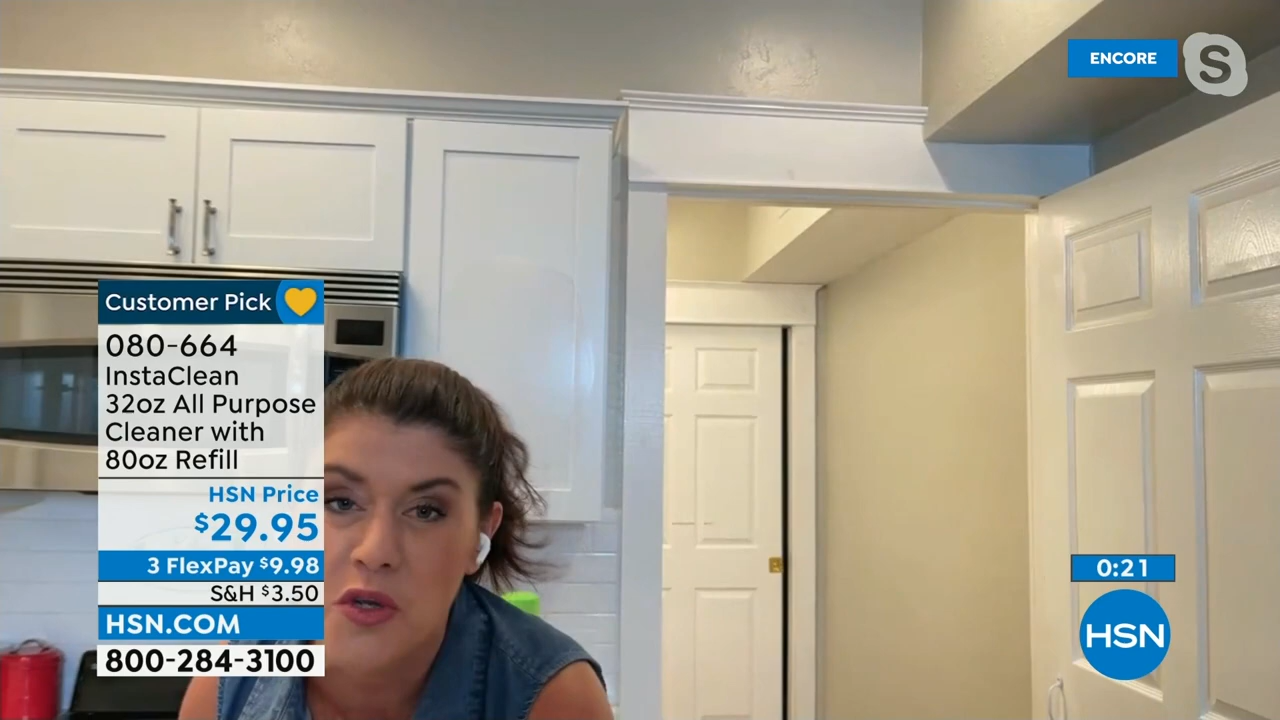 ENCORE
S
Customer Pick
080-664
InstaClean
32oz All Purpose
Cleaner with
80oz Refill
HSN Price
$29.95
3 FlexPay $9.98
S&H $3.50
HSN.COM
800-284-3100
0:21
HSN